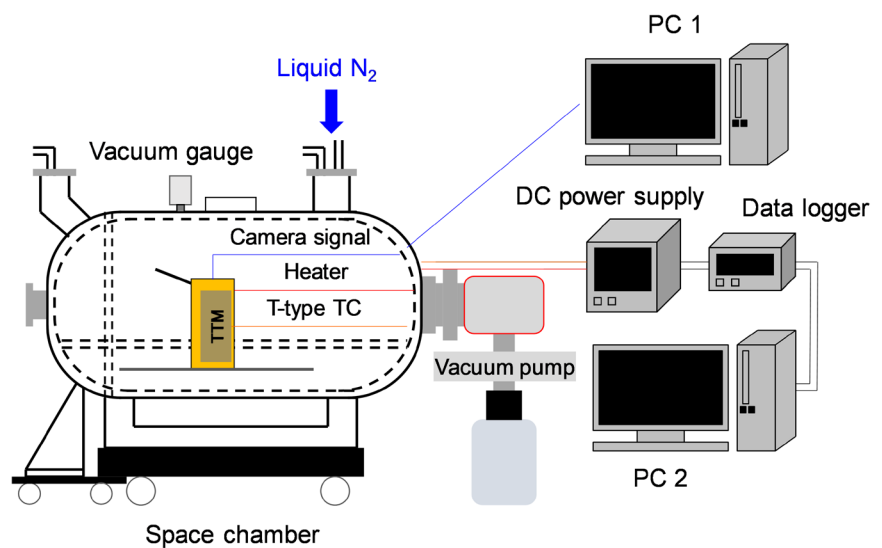 PC 1
Liquid N₂
Vacuum gauge
DC power supply
Data logger
Camera signal
Heater
T-type TC
TTM
Vacuum pump
PC 2
Space chamber